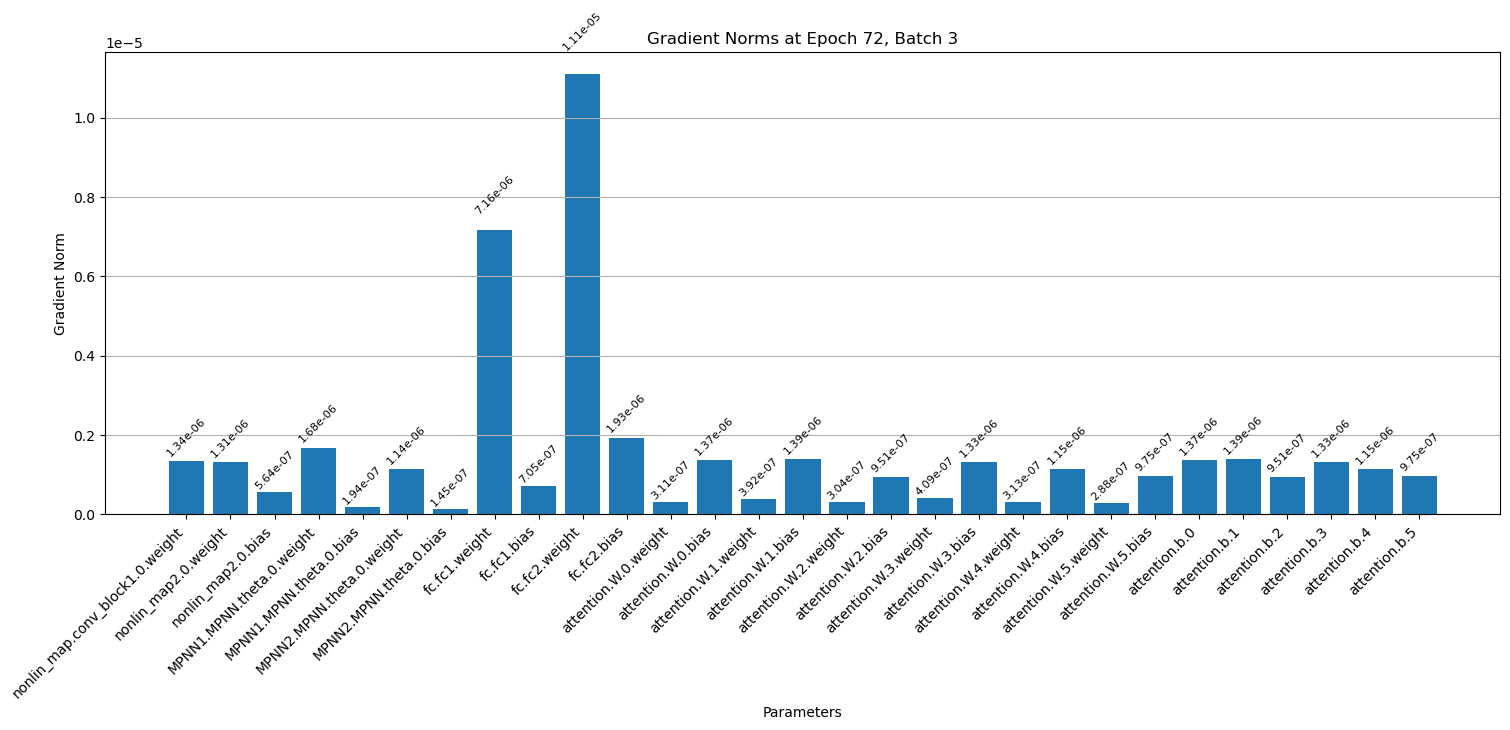 Gradient Norms at Epoch 72, Batch 3
1e−5
Gradient Norm
1.0
0.8
0.6
0.4
0.2
0.0
1.34e-06
1.31e-06
5.64e-07
1.68e-06
1.94e-07
1.14e-06
1.45e-07
7.16e-06
7.05e-07
1.11e-05
1.93e-06
3.11e-07
1.37e-06
3.92e-07
1.39e-06
3.04e-07
9.51e-07
4.09e-07
1.33e-06
3.13e-07
1.15e-06
2.88e-07
9.75e-07
1.37e-06
1.39e-06
9.51e-07
1.33e-06
1.15e-06
9.75e-07
nonlin_map.conv_block1.0.weight
nonlin_map2.0.weight
nonlin_map2.0.bias
MPNN1.MPNN.theta.0.weight
MPNN1.MPNN.theta.0.bias
MPNN2.MPNN.theta.0.weight
MPNN2.MPNN.theta.0.bias
fc.fc1.weight
fc.fc1.bias
fc.fc2.weight
fc.fc2.bias
attention.W.0.weight
attention.W.0.bias
attention.W.1.weight
attention.W.1.bias
attention.W.2.weight
attention.W.2.bias
attention.W.3.weight
attention.W.3.bias
attention.W.4.weight
attention.W.4.bias
attention.W.5.weight
attention.W.5.bias
attention.b.0
attention.b.1
attention.b.2
attention.b.3
attention.b.4
attention.b.5
Parameters